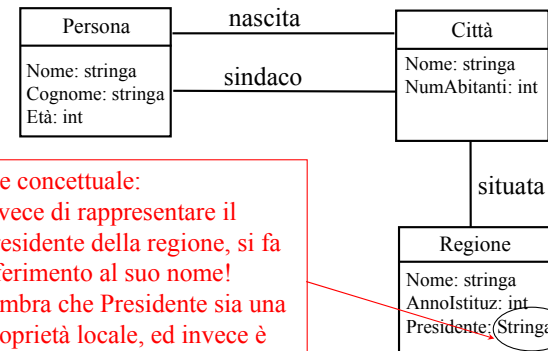 Persona
nascita
Città
Nome: stringa
Cognome: stringa
Età: int
sindaco
Nome: stringa
NumAbitanti: int
situata
e concettuale:
vece di rappresentare il
residente della regione, si fa
ferimento al suo nome!
mbra che Presidente sia una
oprietà locale, ed invece è
Regione
Nome: stringa
AnnoIstituz: int
Presidente: Stringa